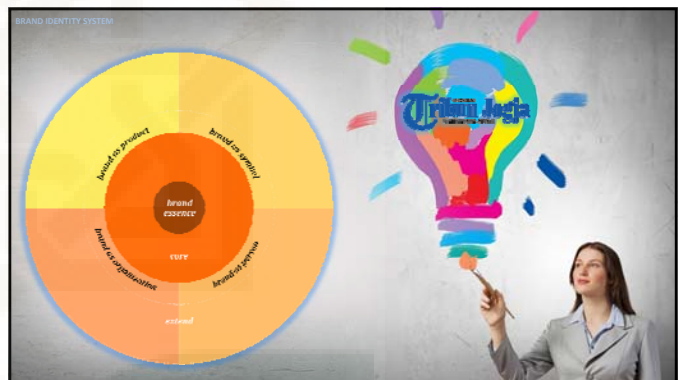 BRAND IDENTITY SYSTEM
brand as product
brand as symbol
brand
essence
brand as organisation
brand as person
core
extend
Tribun Jogja